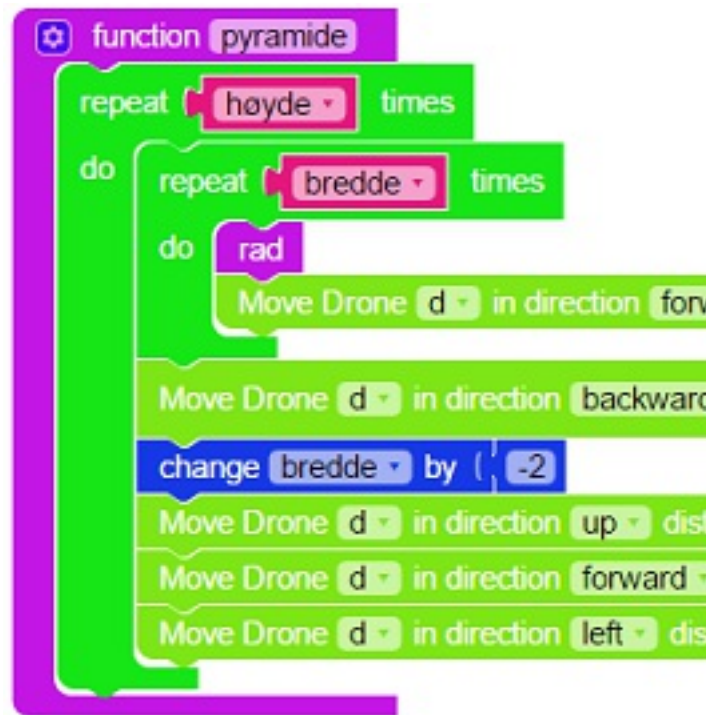 function pyramide
repeat høyde times
do
repeat bredde times
do rad
Move Drone d in direction
Move Drone d in direction backward
change bredde by -2
Move Drone d in direction up
Move Drone d in direction forward
Move Drone d in direction left